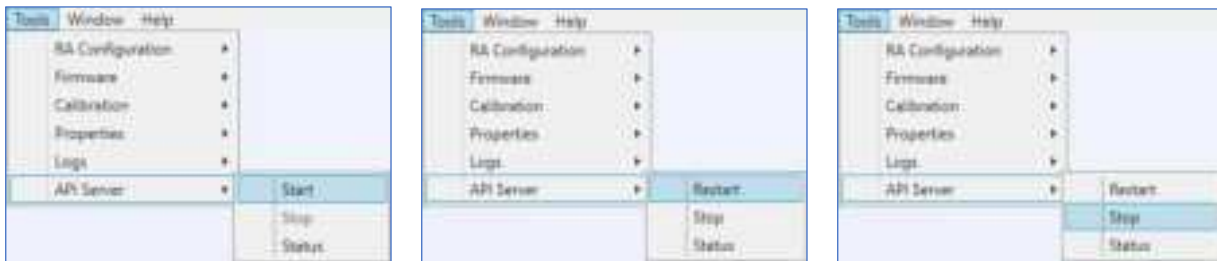 Tools Window Help
RA Configuration
Firmware
Calibration
Properties
Logs
API Server
Start
Stop
Status
Tools Window Help
RA Configuration
Firmware
Calibration
Properties
Logs
API Server
Restart
Stop
Status
Tools Window Help
RA Configuration
Firmware
Calibration
Properties
Logs
API Server
Restart
Stop
Status